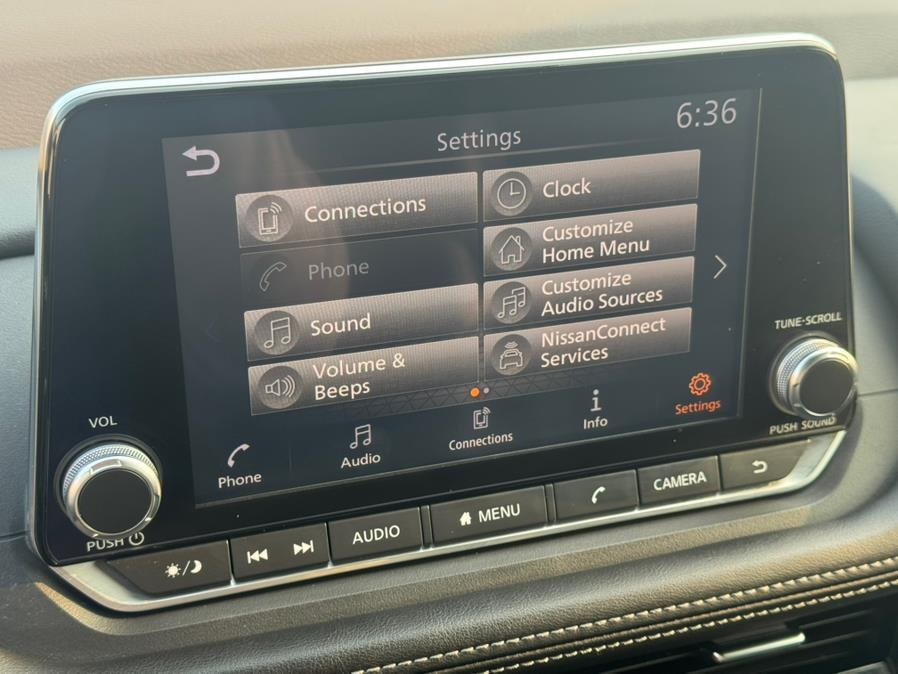 6:36
Settings
Connections
Clock
Phone
Customize
Home Menu
Sound
Customize
Audio Sources
Volume &
Beeps
NissanConnect
Services
Phone
Audio
Connections
Info
Settings
VOL
PUSH
TUNE·SCROLL
PUSH SOUND
AUDIO
MENU
CAMERA